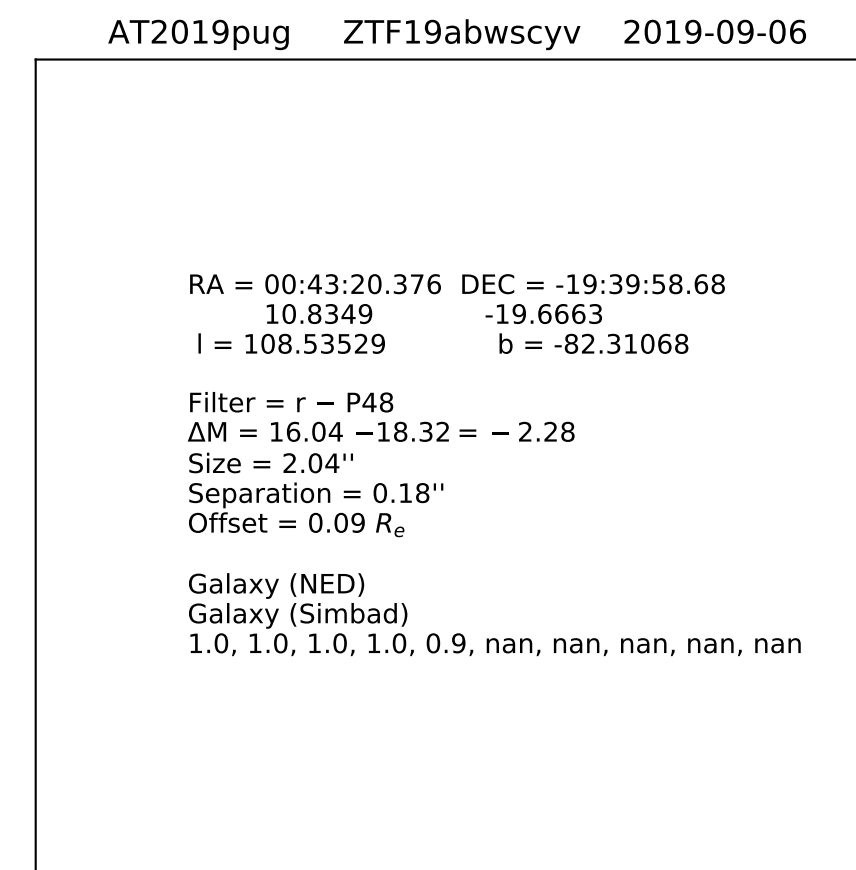 AT2019pug ZTF19abwscyv 2019-09-06
RA = 00:43:20.376 DEC = -19:39:58.68
10.8349 -19.6663
l = 108.53529 b = -82.31068
Filter = r − P48
ΔM = 16.04 −18.32 = − 2.28
Size = 2.04''
Separation = 0.18''
Offset = 0.09 Rₑ
Galaxy (NED)
Galaxy (Simbad)
1.0, 1.0, 1.0, 1.0, 0.9, nan, nan, nan, nan, nan